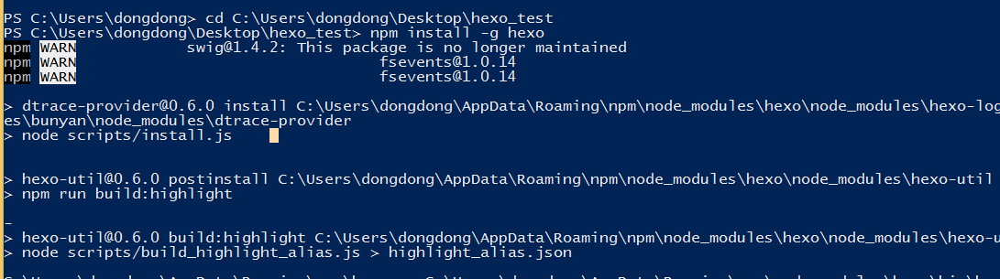 PS C:\Users\dongdong> cd C:\Users\dongdong\Desktop\hexo_test
PS C:\Users\dongdong\Desktop\hexo_test> npm install -g hexo
npm WARN swig@1.4.2: This package is no longer maintained
npm WARN fsevents@1.0.14
npm WARN fsevents@1.0.14
> dtrace-provider@0.6.0 install C:\Users\dongdong\AppData\Roaming\npm\node_modules\hexo\node_modules\hexo-log
es\bunyan\node_modules\dtrace-provider
> node scripts/install.js
> hexo-util@0.6.0 postinstall C:\Users\dongdong\AppData\Roaming\npm\node_modules\hexo\node_modules\hexo-util
> npm run build:highlight
-
> hexo-util@0.6.0 build:highlight C:\Users\dongdong\AppData\Roaming\npm\node_modules\hexo\node_modules\hexo-u
> node scripts/build_highlight_alias.js > highlight_alias.json